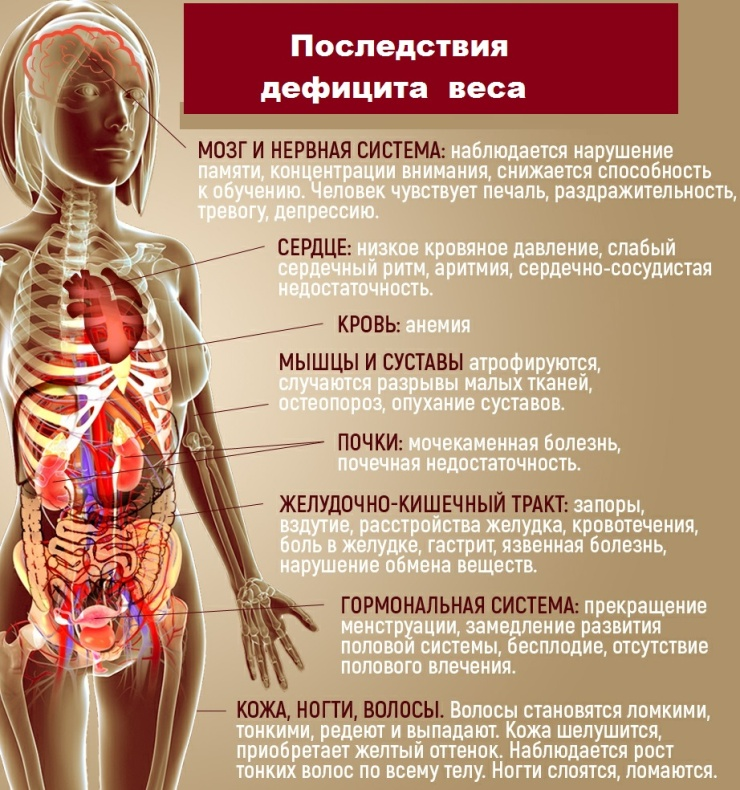 Последствия
дефицита веса
МОЗГ И НЕРВНАЯ СИСТЕМА: наблюдается нарушение
памяти, концентрации внимания, снижается способность
к обучению. Человек чувствует печаль, раздражительность,
тревогу, депрессию.
СЕРДЦЕ: низкое кровяное давление, слабый
сердечный ритм, аритмия, сердечно-сосудистая
недостаточность.
КРОВЬ: анемия
МЫШЦЫ И СУСТАВЫ атрофируются,
случаются разрывы малых тканей,
остеопороз, опухание суставов.
ПОЧКИ: мочекаменная болезнь,
почечная недостаточность.
ЖЕЛУДОЧНО-КИШЕЧНЫЙ ТРАКТ: запоры,
вздутие, расстройства желудка, кровотечения,
боль в желудке, гастрит, язвенная болезнь,
нарушение обмена веществ.
ГОРМОНАЛЬНАЯ СИСТЕМА: прекращение
менструации, замедление развития
половой системы, бесплодие, отсутствие
полового влечения.
КОЖА, НОГТИ, ВОЛОСЫ. Волосы становятся ломкими,
тонкими, редеют и выпадают. Кожа шелушится,
приобретает желтый оттенок. Наблюдается рост
тонких волос по всему телу. Ногти слоятся, ломаются.